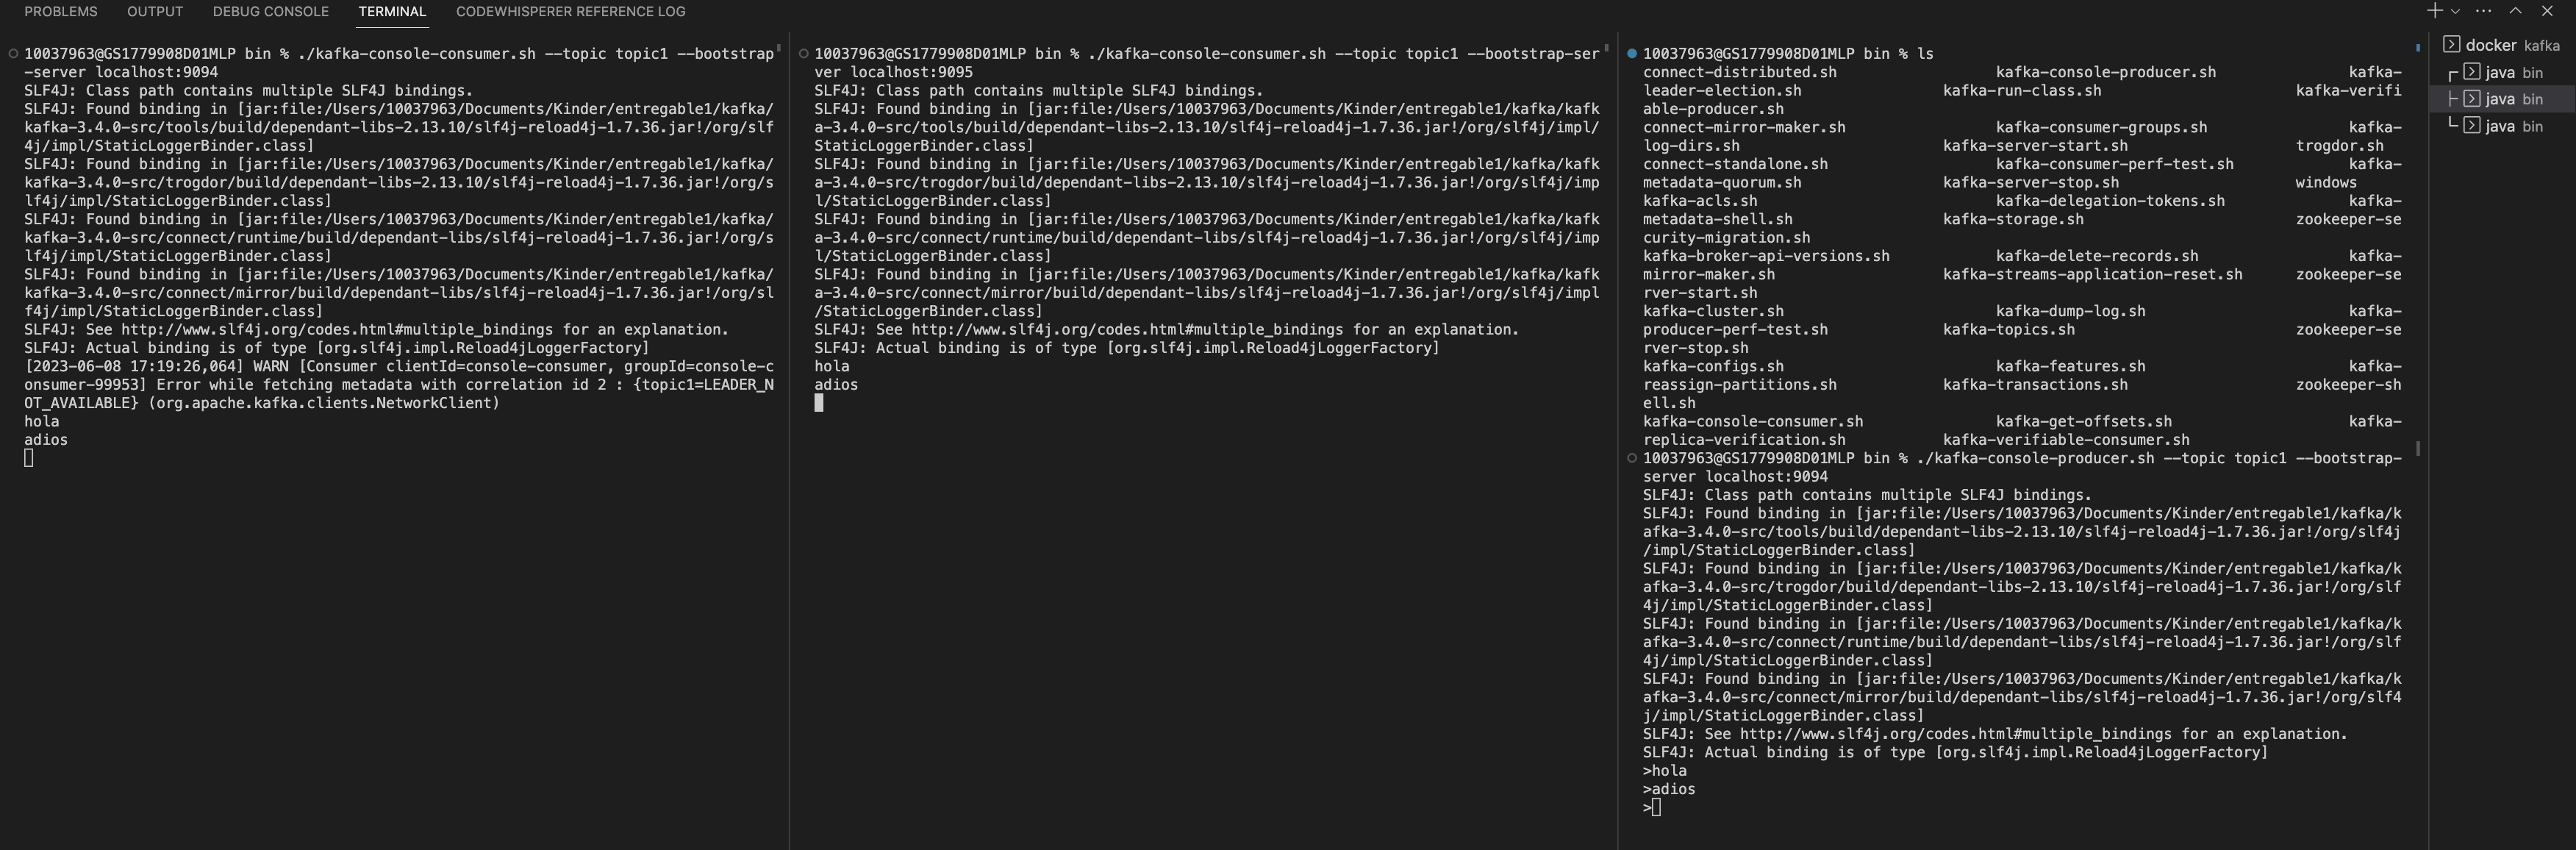 PROBLEMS OUTPUT DEBUG CONSOLE TERMINAL CODEWHISPERER REFERENCE LOG
10037963@GS1779908D01MLP bin % ./kafka-console-consumer.sh --topic topic1 --bootstrap
-server localhost:9094
SLF4J: Class path contains multiple SLF4J bindings.
SLF4J: Found binding in [jar:file:/Users/10037963/Documents/Kinder/entregable1/kafka/
kafka-3.4.0-src/tools/build/dependant-libs-2.13.10/slf4j-reload4j-1.7.36.jar!/org/slf
4j/impl/StaticLoggerBinder.class]
SLF4J: Found binding in [jar:file:/Users/10037963/Documents/Kinder/entregable1/kafka/
kafka-3.4.0-src/trogdor/build/dependant-libs-2.13.10/slf4j-reload4j-1.7.36.jar!/org/s
lf4j/impl/StaticLoggerBinder.class]
SLF4J: Found binding in [jar:file:/Users/10037963/Documents/Kinder/entregable1/kafka/
kafka-3.4.0-src/connect/runtime/build/dependant-libs/slf4j-reload4j-1.7.36.jar!/org/s
lf4j/impl/StaticLoggerBinder.class]
SLF4J: Found binding in [jar:file:/Users/10037963/Documents/Kinder/entregable1/kafka/
kafka-3.4.0-src/connect/mirror/build/dependant-libs/slf4j-reload4j-1.7.36.jar!/org/sl
f4j/impl/StaticLoggerBinder.class]
SLF4J: See http://www.slf4j.org/codes.html#multiple_bindings for an explanation.
SLF4J: Actual binding is of type [org.slf4j.impl.Reload4jLoggerFactory]
[2023-06-08 17:19:26,064] WARN [Consumer clientId=console-consumer, groupId=console-c
onsumer-99953] Error while fetching metadata with correlation id 2 : {topic1=LEADER_N
OT_AVAILABLE} (org.apache.kafka.clients.NetworkClient)
hola
adios
10037963@GS1779908D01MLP bin % ./kafka-console-consumer.sh --topic topic1 --bootstrap-ser
ver localhost:9095
SLF4J: Class path contains multiple SLF4J bindings.
SLF4J: Found binding in [jar:file:/Users/10037963/Documents/Kinder/entregable1/kafka/kafk
a-3.4.0-src/tools/build/dependant-libs-2.13.10/slf4j-reload4j-1.7.36.jar!/org/slf4j/impl/
StaticLoggerBinder.class]
SLF4J: Found binding in [jar:file:/Users/10037963/Documents/Kinder/entregable1/kafka/kafk
a-3.4.0-src/trogdor/build/dependant-libs-2.13.10/slf4j-reload4j-1.7.36.jar!/org/slf4j/imp
l/StaticLoggerBinder.class]
SLF4J: Found binding in [jar:file:/Users/10037963/Documents/Kinder/entregable1/kafka/kafk
a-3.4.0-src/connect/runtime/build/dependant-libs/slf4j-reload4j-1.7.36.jar!/org/slf4j/imp
l/StaticLoggerBinder.class]
SLF4J: Found binding in [jar:file:/Users/10037963/Documents/Kinder/entregable1/kafka/kafk
a-3.4.0-src/connect/mirror/build/dependant-libs/slf4j-reload4j-1.7.36.jar!/org/slf4j/impl
/StaticLoggerBinder.class]
SLF4J: See http://www.slf4j.org/codes.html#multiple_bindings for an explanation.
SLF4J: Actual binding is of type [org.slf4j.impl.Reload4jLoggerFactory]
hola
adios
10037963@GS1779908D01MLP bin % ls
connect-distributed.sh kafka-console-producer.sh kafka-
leader-election.sh kafka-run-class.sh kafka-verifi
able-producer.sh
connect-mirror-maker.sh kafka-consumer-groups.sh kafka-
log-dirs.sh kafka-server-start.sh trogdor.sh
connect-standalone.sh kafka-consumer-perf-test.sh kafka-
metadata-quorum.sh kafka-server-stop.sh windows
kafka-acls.sh kafka-delegation-tokens.sh kafka-
metadata-shell.sh kafka-storage.sh zookeeper-se
curity-migration.sh
kafka-broker-api-versions.sh kafka-delete-records.sh kafka-
mirror-maker.sh kafka-streams-application-reset.sh zookeeper-se
rver-start.sh
kafka-cluster.sh kafka-dump-log.sh kafka-
producer-perf-test.sh kafka-topics.sh zookeeper-se
rver-stop.sh
kafka-configs.sh kafka-features.sh kafka-
reassign-partitions.sh kafka-transactions.sh zookeeper-sh
ell.sh
kafka-console-consumer.sh kafka-get-offsets.sh kafka-
replica-verification.sh kafka-verifiable-consumer.sh
10037963@GS1779908D01MLP bin % ./kafka-console-producer.sh --topic topic1 --bootstrap-
server localhost:9094
SLF4J: Class path contains multiple SLF4J bindings.
SLF4J: Found binding in [jar:file:/Users/10037963/Documents/Kinder/entregable1/kafka/k
afka-3.4.0-src/tools/build/dependant-libs-2.13.10/slf4j-reload4j-1.7.36.jar!/org/slf4j
/impl/StaticLoggerBinder.class]
SLF4J: Found binding in [jar:file:/Users/10037963/Documents/Kinder/entregable1/kafka/k
afka-3.4.0-src/trogdor/build/dependant-libs-2.13.10/slf4j-reload4j-1.7.36.jar!/org/slf
4j/impl/StaticLoggerBinder.class]
SLF4J: Found binding in [jar:file:/Users/10037963/Documents/Kinder/entregable1/kafka/k
afka-3.4.0-src/connect/runtime/build/dependant-libs/slf4j-reload4j-1.7.36.jar!/org/slf
4j/impl/StaticLoggerBinder.class]
SLF4J: Found binding in [jar:file:/Users/10037963/Documents/Kinder/entregable1/kafka/k
afka-3.4.0-src/connect/mirror/build/dependant-libs/slf4j-reload4j-1.7.36.jar!/org/slf4
j/impl/StaticLoggerBinder.class]
SLF4J: See http://www.slf4j.org/codes.html#multiple_bindings for an explanation.
SLF4J: Actual binding is of type [org.slf4j.impl.Reload4jLoggerFactory]
>hola
>adios
>
docker kafka
java bin
java bin
java bin